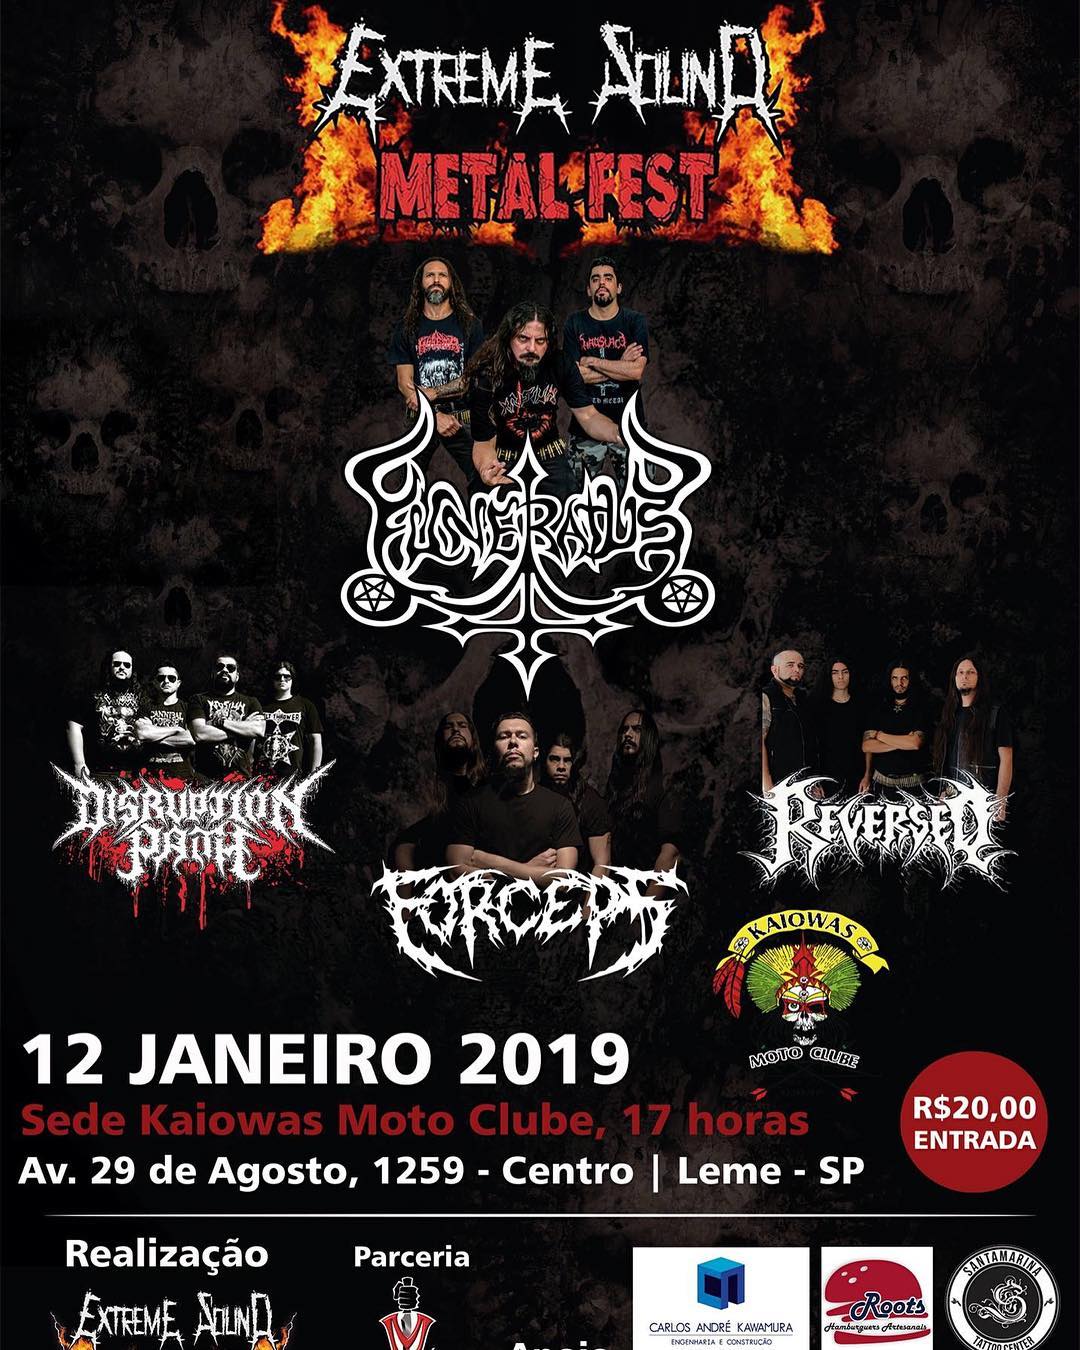 EXTREME SOUND
METAL FEST
FUNERATUS
DISRUPTION
PATH
FORCEPS
REVERSED
KAIOWAS
MOTO CLUBE
12 JANEIRO 2019
Sede Kaiowas Moto Clube, 17 horas
Av. 29 de Agosto, 1259 - Centro | Leme - SP
R$20,00
ENTRADA
Realização
EXTREME SOUND
Parceria
Apoio
CARLOS ANDRÉ KAWAMURA
ENGENHARIA E CONSTRUÇÃO
Roots
Hamburguers Artesanais
SANTAMARINA
TATTOO CENTER